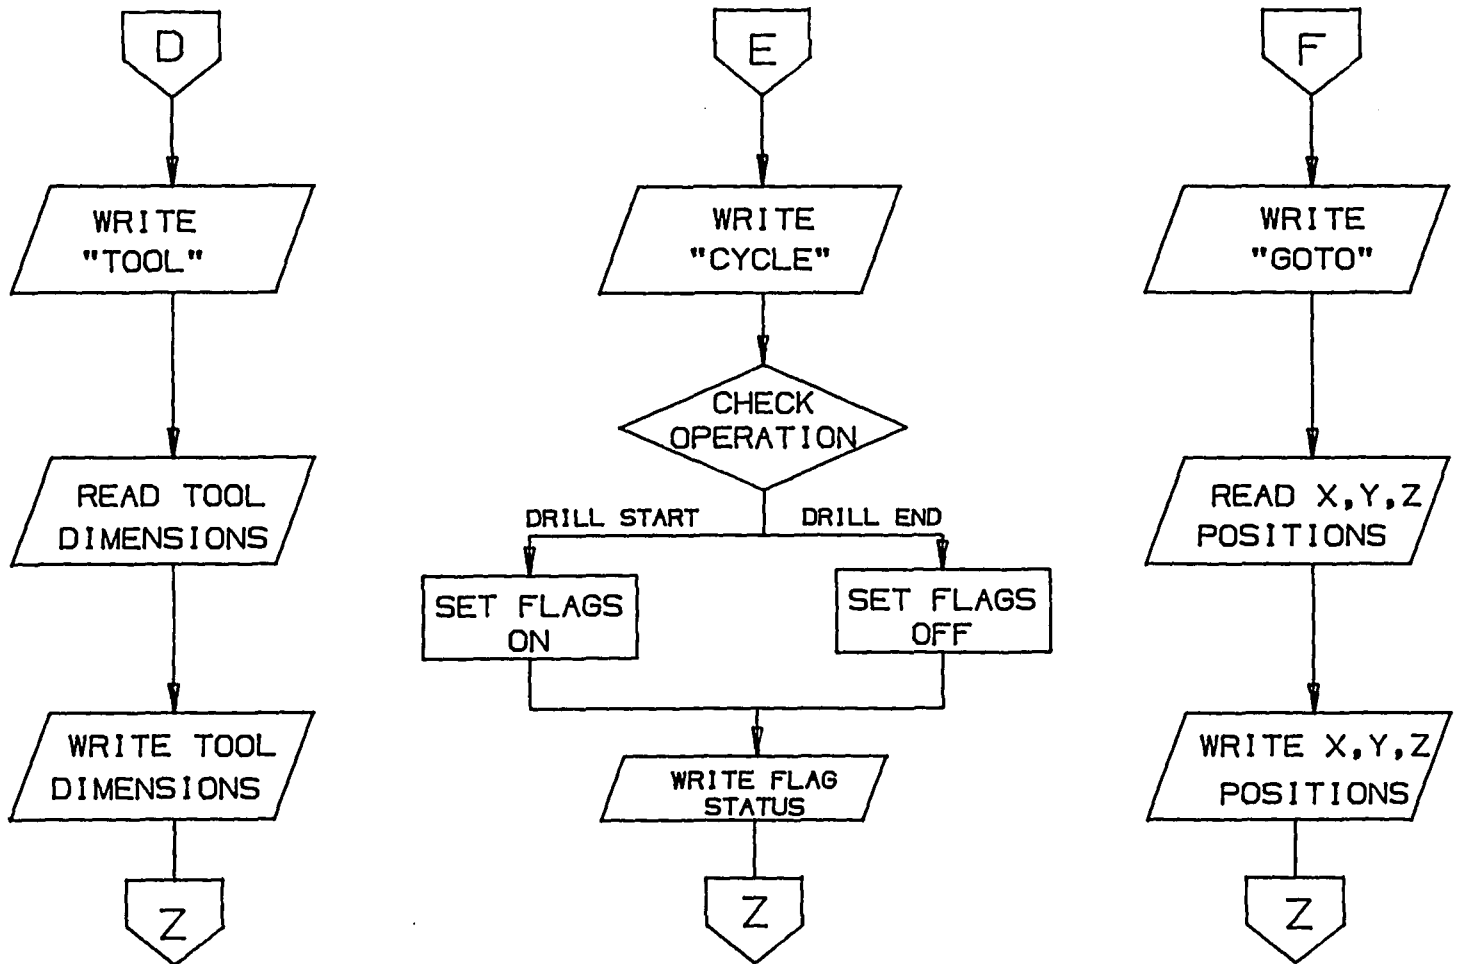 D
WRITE
"TOOL"
READ TOOL
DIMENSIONS
WRITE TOOL
DIMENSIONS
Z
E
WRITE
"CYCLE"
CHECK
OPERATION
DRILL START
DRILL END
SET FLAGS
ON
SET FLAGS
OFF
WRITE FLAG
STATUS
Z
F
WRITE
"GOTO"
READ X,Y,Z
POSITIONS
WRITE X,Y,Z
POSITIONS
Z